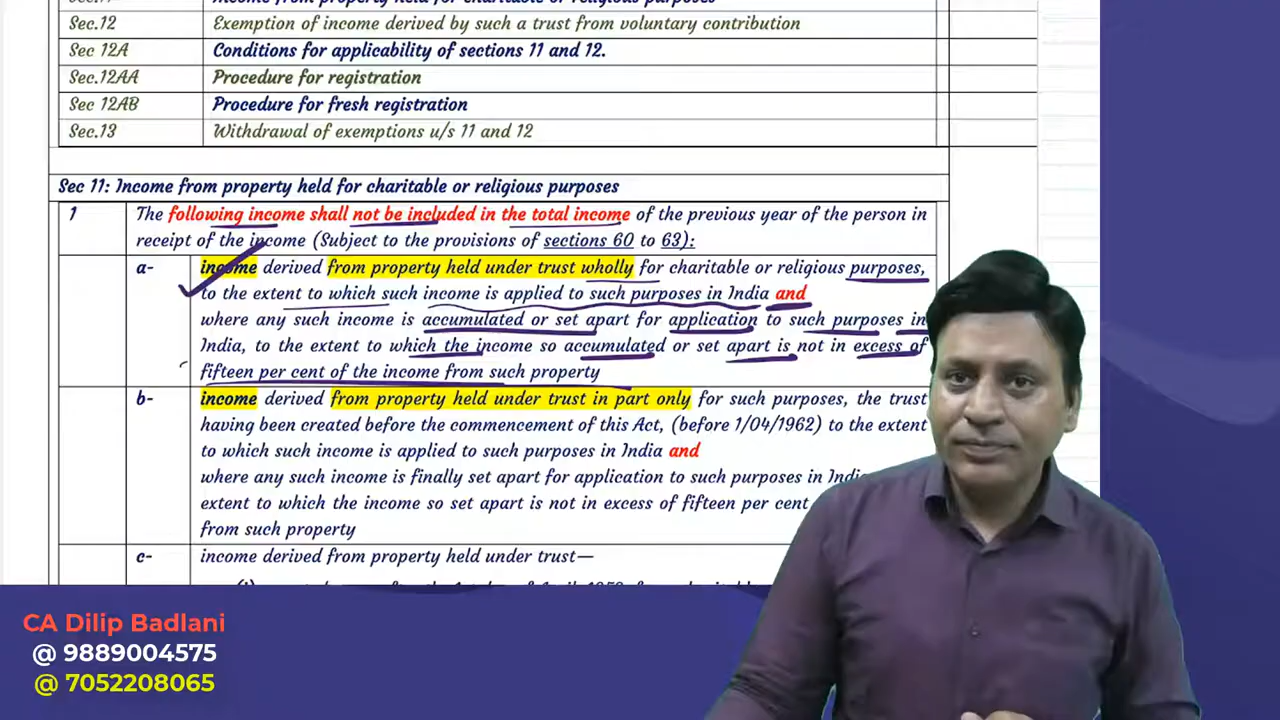 Sec.12 Exemption of income derived by such a trust from voluntary contribution
Sec 12A Conditions for applicability of sections 11 and 12.
Sec.12AA Procedure for registration
Sec 12AB Procedure for fresh registration
Sec.13 Withdrawal of exemptions u/s 11 and 12
Sec 11: Income from property held for charitable or religious purposes
1 The following income shall not be included in the total income of the previous year of the person in
receipt of the income (Subject to the provisions of sections 60 to 63):
a- income derived from property held under trust wholly for charitable or religious purposes,
to the extent to which such income is applied to such purposes in India and
where any such income is accumulated or set apart for application to such purposes in
India, to the extent to which the income so accumulated or set apart is not in excess of
fifteen per cent of the income from such property
b- income derived from property held under trust in part only for such purposes, the trust
having been created before the commencement of this Act, (before 1/04/1962) to the extent
to which such income is applied to such purposes in India and
where any such income is finally set apart for application to such purposes in
extent to which the income so set apart is not in excess of fifteen per cent
from such property
c- income derived from property held under trust—
CA Dilip Badlani
@ 9889004575
@ 7052208065